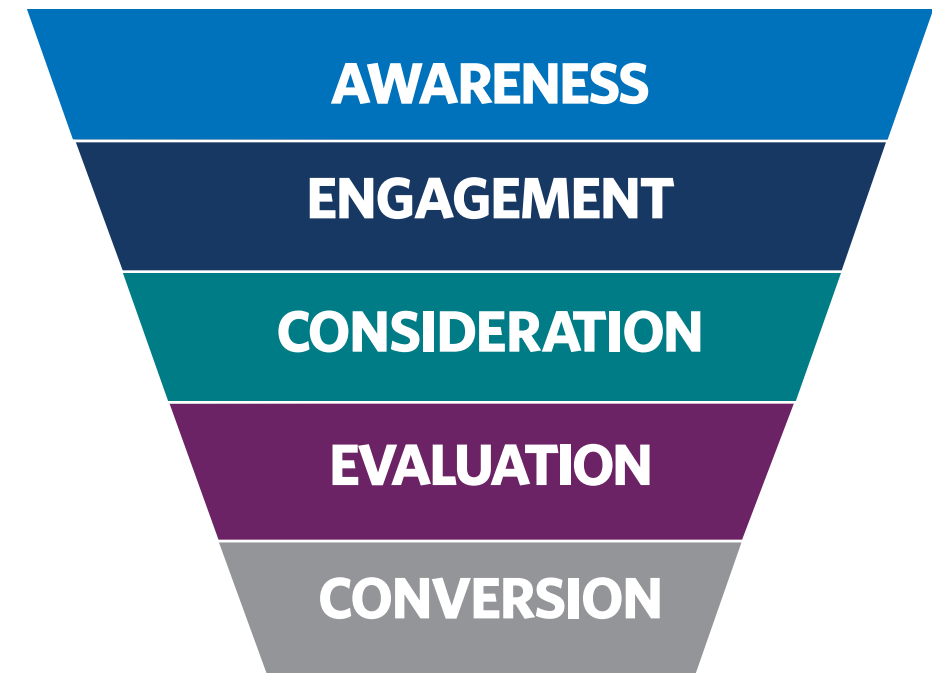 AWARENESS
ENGAGEMENT
CONSIDERATION
EVALUATION
CONVERSION